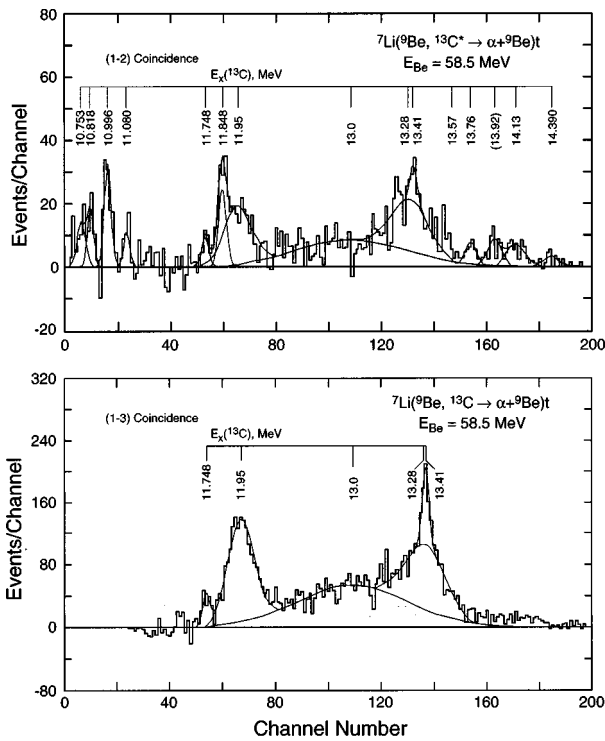 80
⁷Li(⁹Be, ¹³C* → α+⁹Be)t
(1-2) Coincidence
E_Be = 58.5 MeV
Eₓ(¹³C), MeV
60
10.753
10.818
10.996
11.080
11.748
11.848
11.95
13.0
13.28
13.41
13.57
13.76
(13.92)
14.13
14.390
40
20
0
-20
Events/Channel
0 40 80 120 160 200
320
⁷Li(⁹Be, ¹³C → α+⁹Be)t
(1-3) Coincidence
E_Be = 58.5 MeV
240
Eₓ(¹³C), MeV
11.748
11.95
13.0
13.28
13.41
160
80
0
-80
Events/Channel
0 40 80 120 160 200
Channel Number